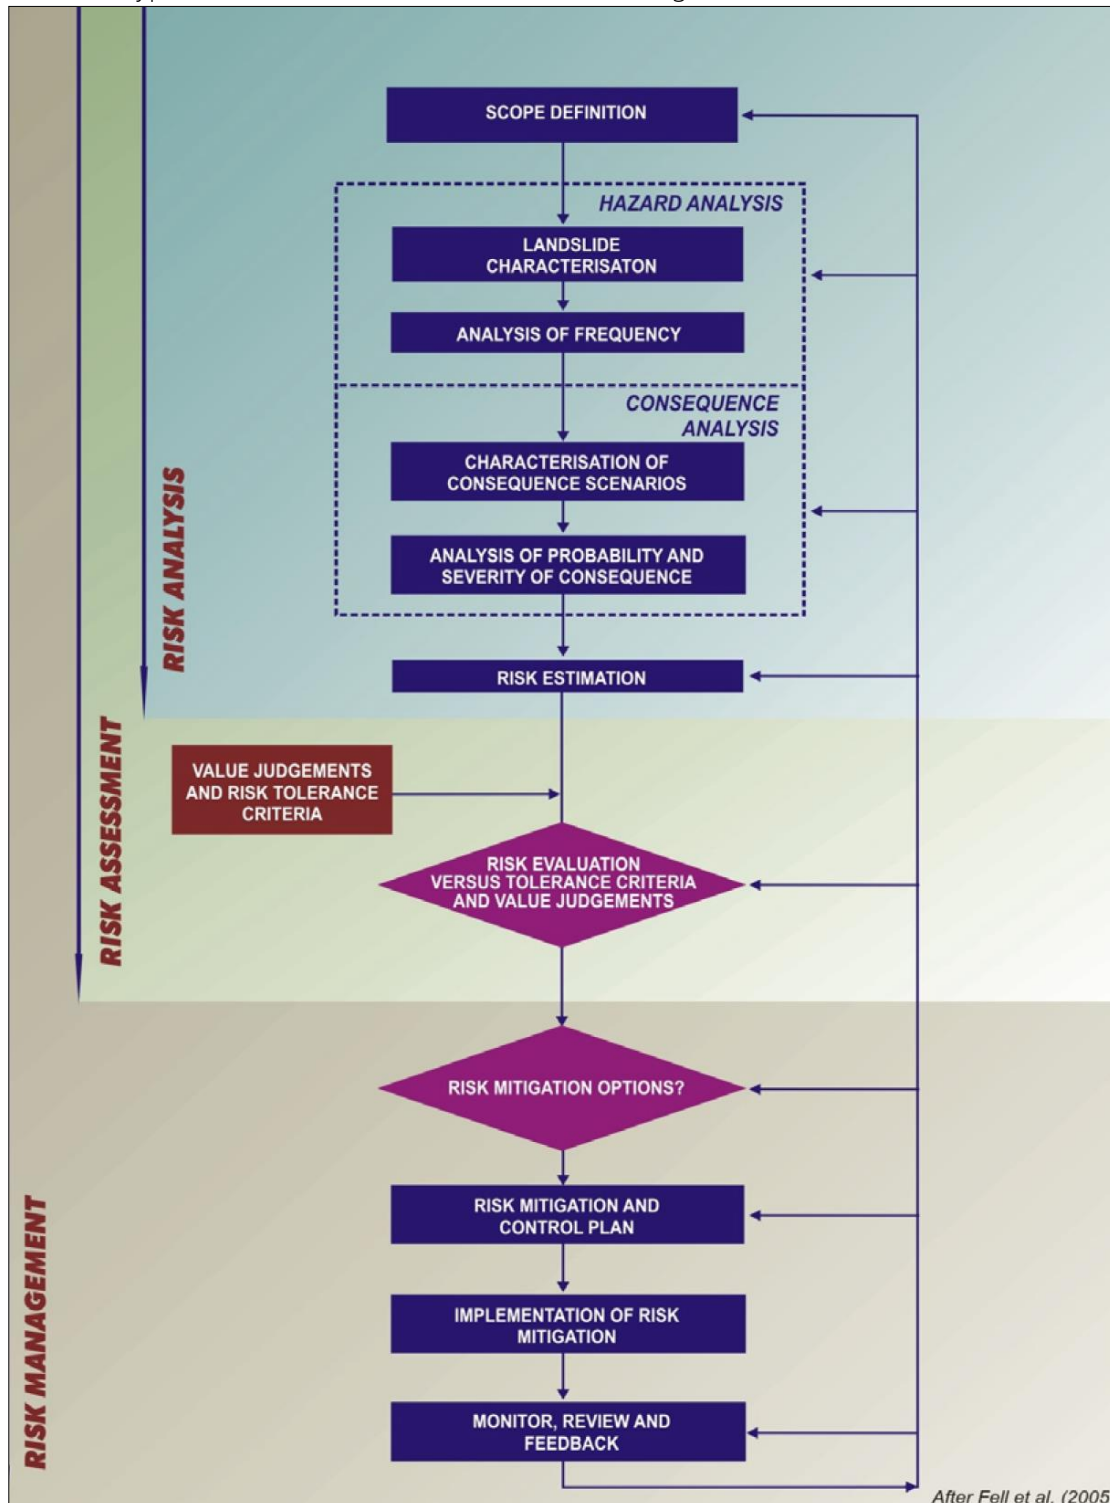 SCOPE DEFINITION
HAZARD ANALYSIS
LANDSLIDE
CHARACTERISATON
ANALYSIS OF FREQUENCY
CONSEQUENCE
ANALYSIS
CHARACTERISATION OF
CONSEQUENCE SCENARIOS
ANALYSIS OF PROBABILITY AND
SEVERITY OF CONSEQUENCE
RISK ANALYSIS
RISK ESTIMATION
VALUE JUDGEMENTS
AND RISK TOLERANCE
CRITERIA
RISK ASSESSMENT
RISK EVALUATION
VERSUS TOLERANCE CRITERIA
AND VALUE JUDGEMENTS
RISK MITIGATION OPTIONS?
RISK MITIGATION AND
CONTROL PLAN
IMPLEMENTATION OF RISK
MITIGATION
RISK MANAGEMENT
MONITOR, REVIEW AND
FEEDBACK
After Fell et al. (2005